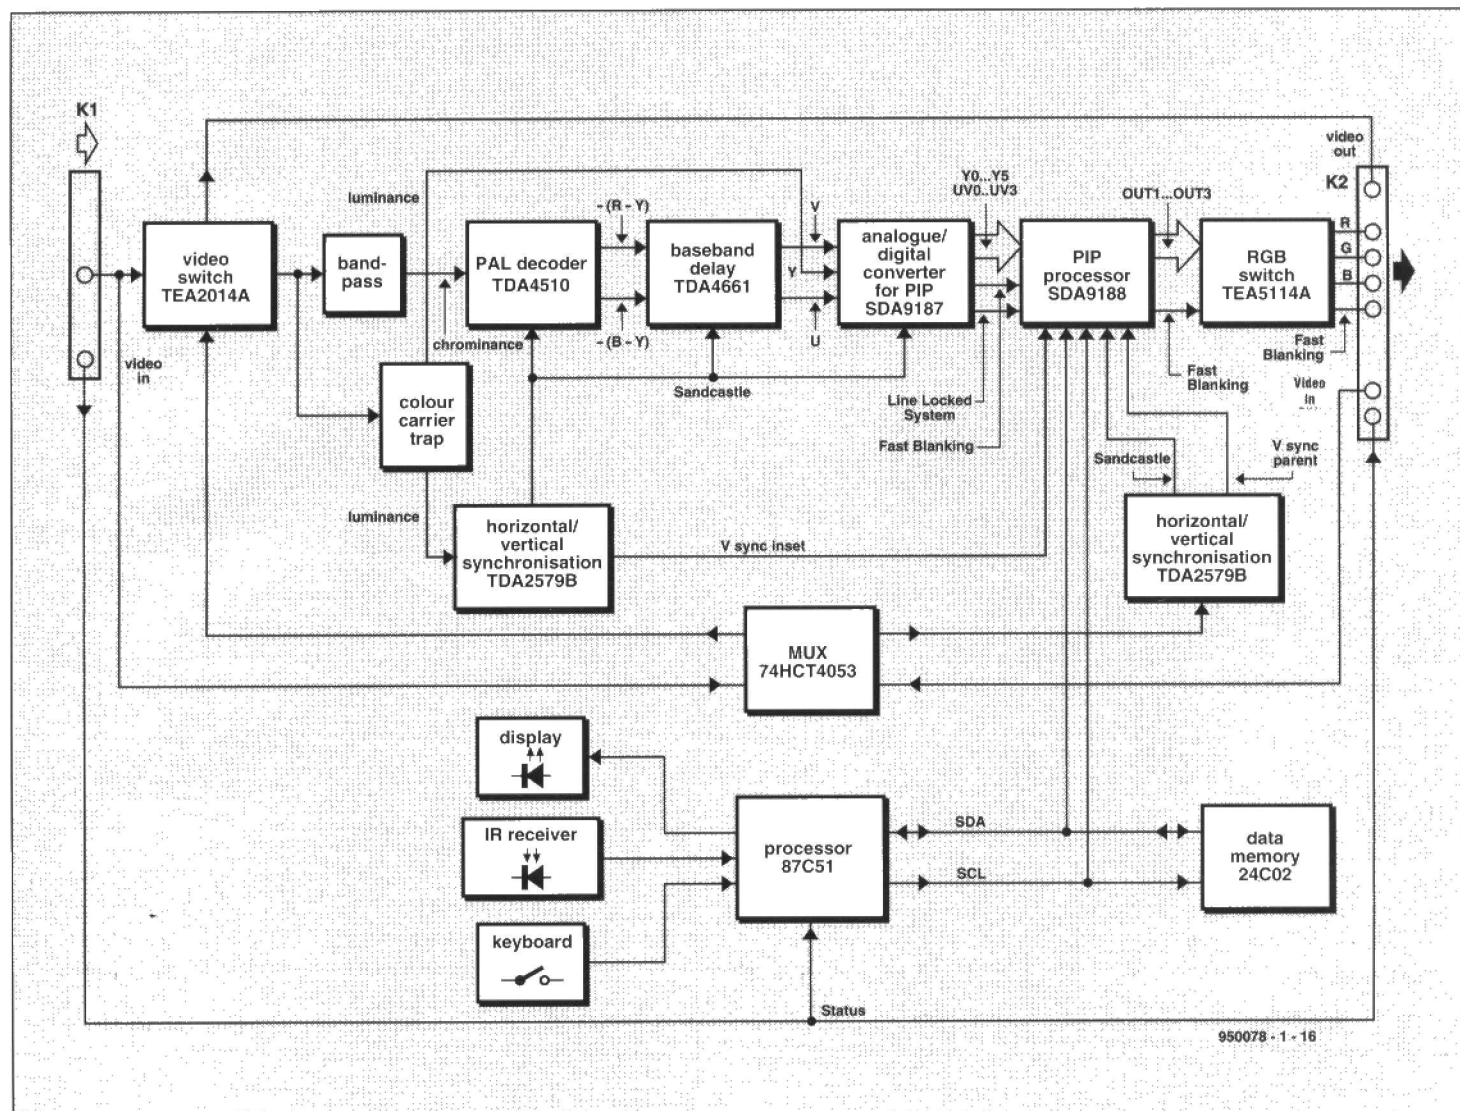 K1
video
out
K2
luminance
-(R - Y)
V
Y0...Y5
UV0..UV3
OUT1...OUT3
video
switch
TEA2014A
band-
pass
PAL decoder
TDA4510
baseband
delay
TDA4661
Y
analogue/
digital
converter
for PIP
SDA9187
PIP
processor
SDA9188
RGB
switch
TEA5114A
R
G
B
video
in
chrominance
-(B - Y)
U
Fast
Blanking
Fast
Blanking
Video
in
colour
carrier
trap
Sandcastle
Line Locked
System
Fast Blanking
Sandcastle
V sync
parent
luminance
horizontal/
vertical
synchronisation
TDA2579B
V sync inset
horizontal/
vertical
synchronisation
TDA2579B
MUX
74HCT4053
display
IR receiver
processor
87C51
SDA
SCL
data
memory
24C02
keyboard
Status
950078 - 1 - 16